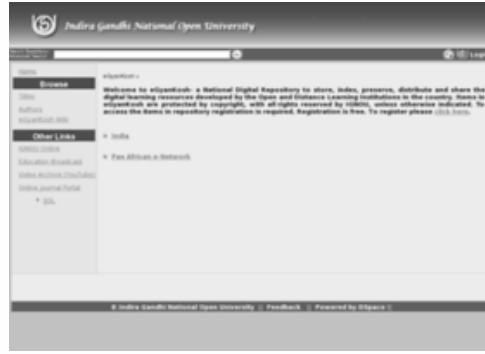 Indira Gandhi National Open University
Login
Home
Browse
Titles
Authors
eGyanKosh Wiki
Other Links
IGNOU Online
Education Broadcast
Video Archive (YouTube)
Online Journal Portal
SOL
eGyanKosh >
Welcome to eGyanKosh- a National Digital Repository to store, index, preserve, distribute and share the
digital learning resources developed by the Open and Distance Learning Institutions in the country. Items in
eGyanKosh are protected by copyright, with all rights reserved by IGNOU, unless otherwise indicated. To
access the items in repository registration is required. Registration is free. To register please click here.
India
Pan African e-Network
© Indira Gandhi National Open University :: Feedback :: Powered by DSpace ::